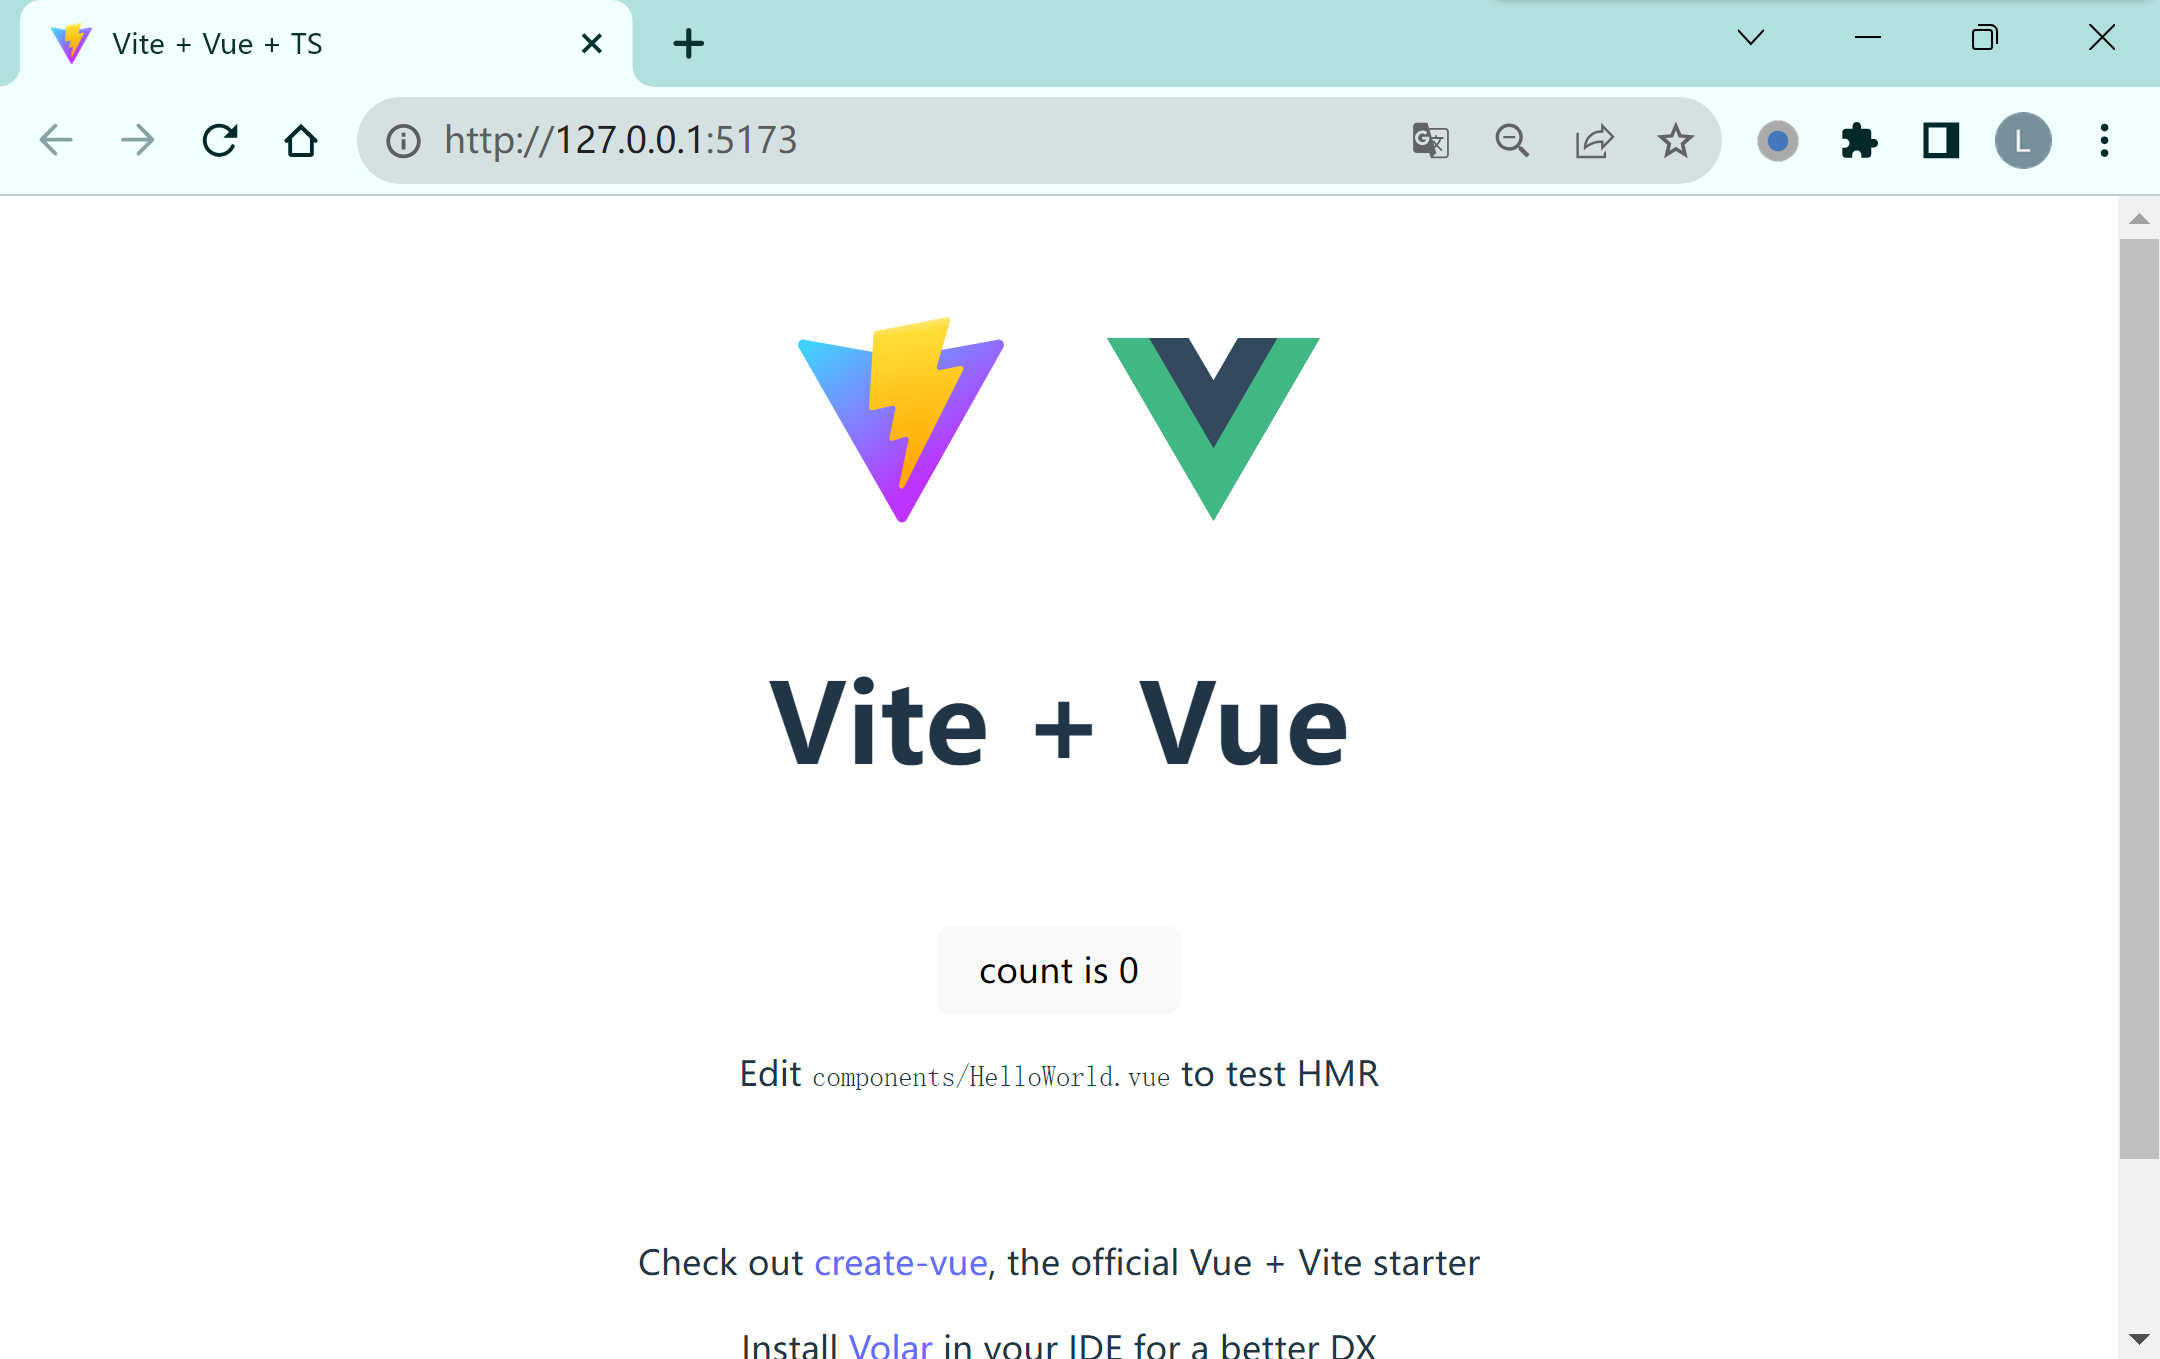 Vite + Vue + TS
http://127.0.0.1:5173
L
Vite + Vue
count is 0
Edit components/HelloWorld.vue to test HMR
Check out create-vue, the official Vue + Vite starter
Install Volar in your IDE for a better DX